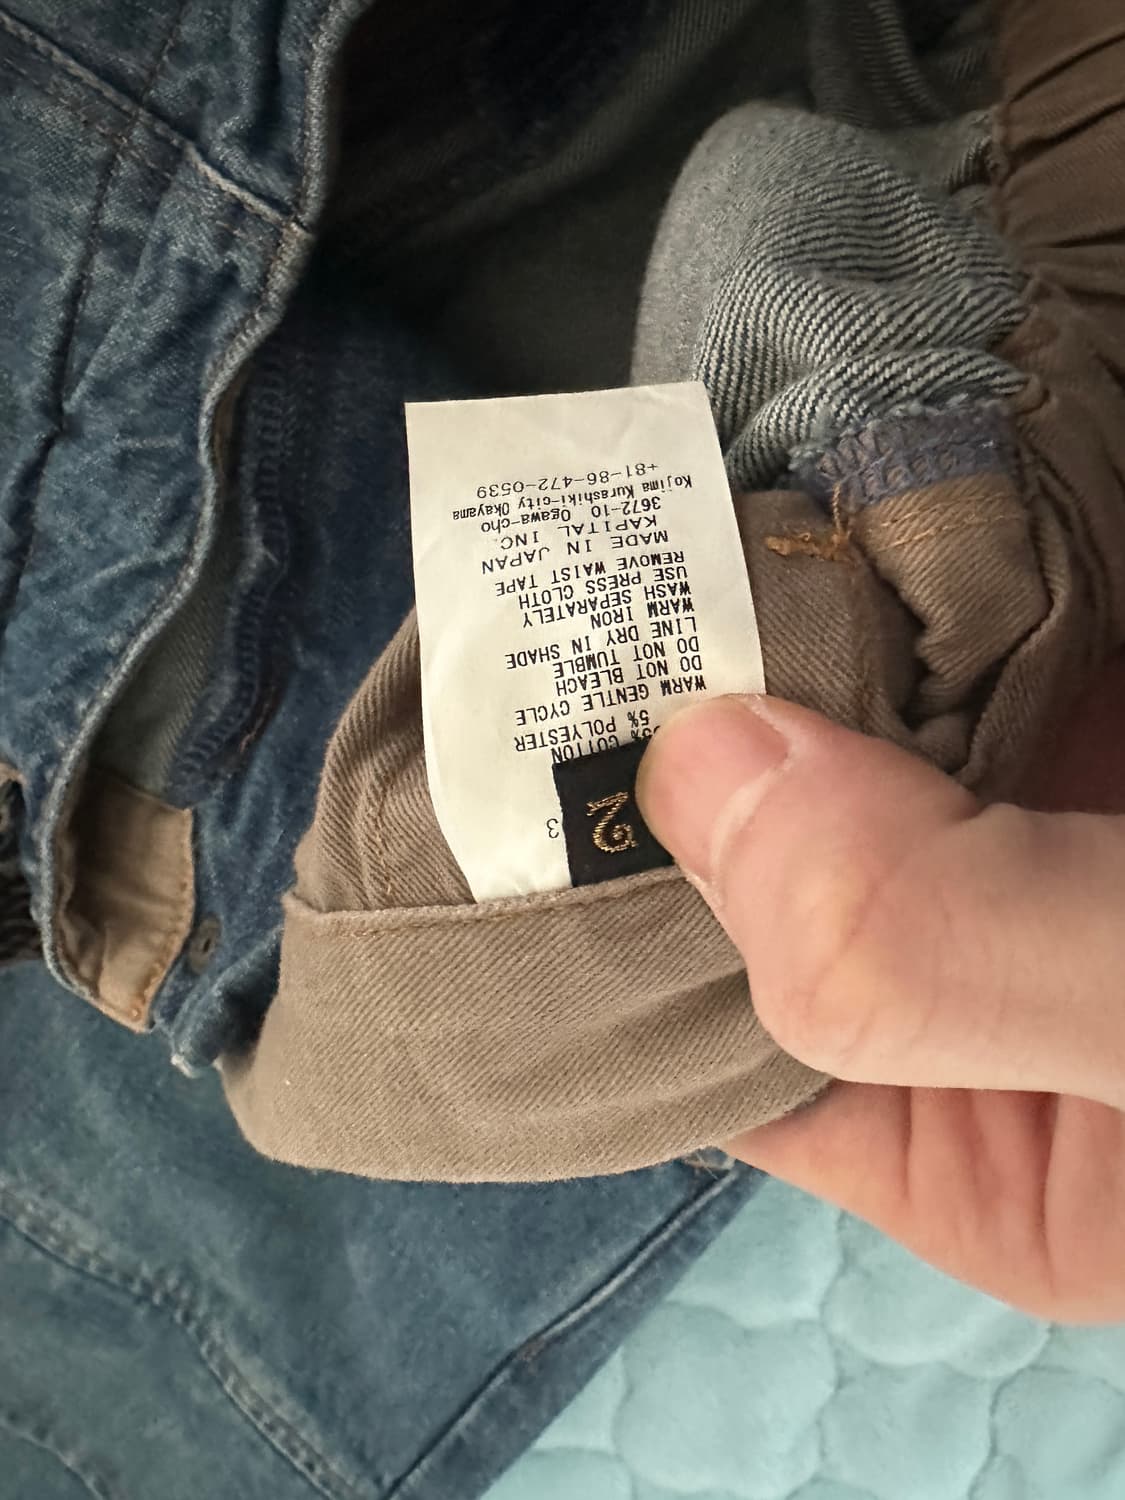 2
3
% COTTON
5% POLYESTER
WARM GENTLE CYCLE
DO NOT BLEACH
DO NOT TUMBLE
LINE DRY IN SHADE
WARM IRON
WASH SEPARATELY
USE PRESS CLOTH
REMOVE WAIST TAPE
MADE IN JAPAN
KAPITAL INC.
3672-10 Ogawa-cho
Kojima Kurashiki-city Okayama
+81-86-472-0539